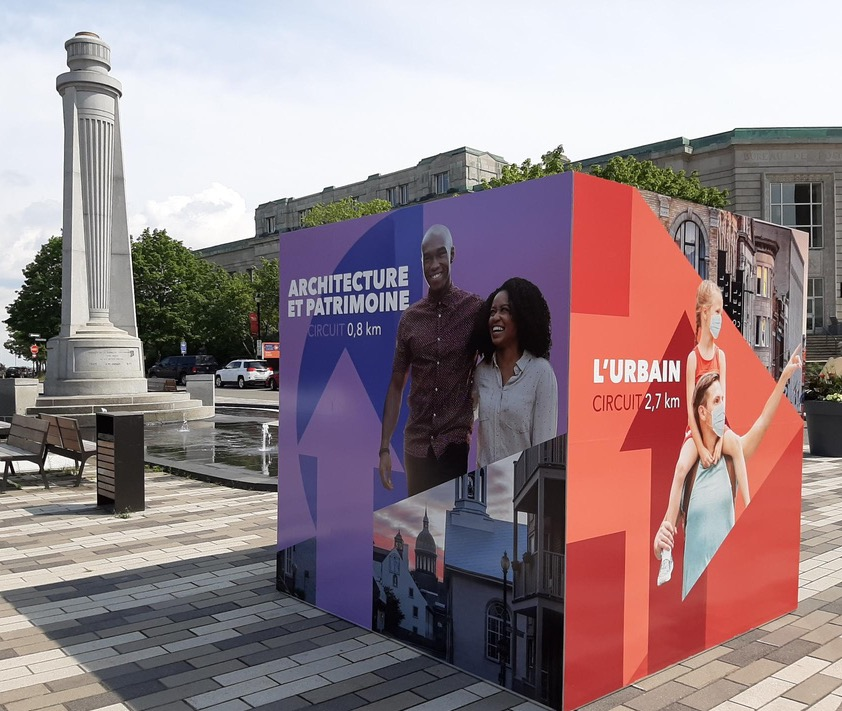 ARCHITECTURE
ET PATRIMOINE
CIRCUIT 0,8 km
L'URBAIN
CIRCUIT 2,7 km